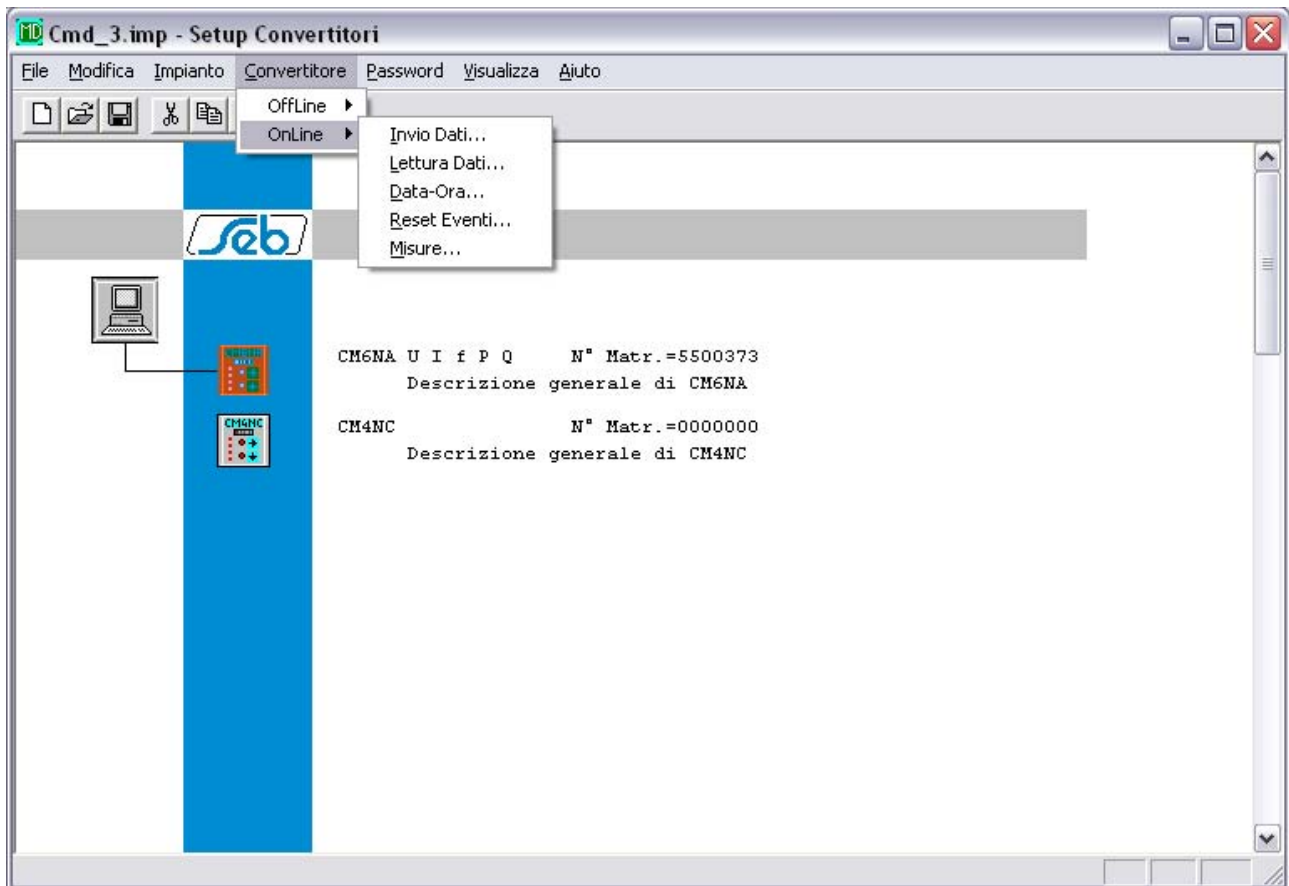 Cmd_3.imp - Setup Convertitori
File Modifica Impianto Convertitore Password Visualizza Aiuto
OffLine
OnLine
Invio Dati...
Lettura Dati...
Data-Ora...
Reset Eventi...
Misure...
Seb
CM6NA U I f P Q N° Matr.=5500373
Descrizione generale di CM6NA
CM4NC
CM4NC N° Matr.=0000000
Descrizione generale di CM4NC